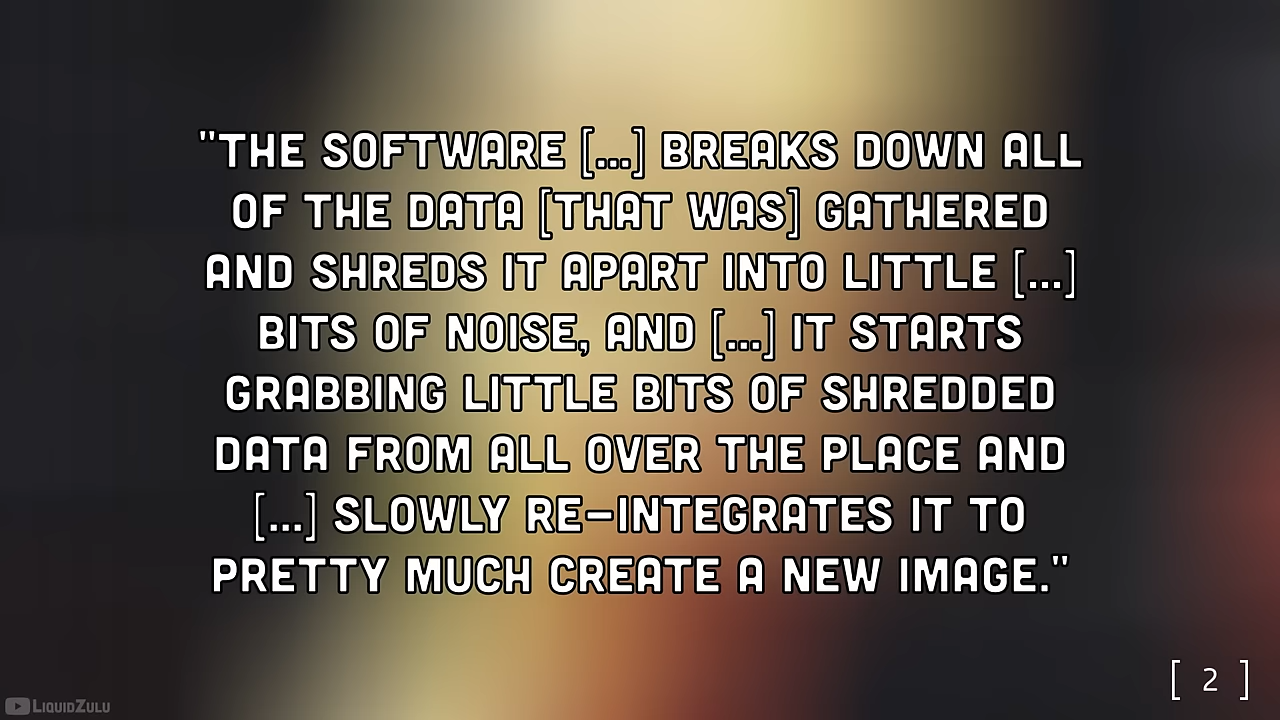 "THE SOFTWARE [...] BREAKS DOWN ALL
OF THE DATA [THAT WAS] GATHERED
AND SHREDS IT APART INTO LITTLE [...]
BITS OF NOISE, AND [...] IT STARTS
GRABBING LITTLE BITS OF SHREDDED
DATA FROM ALL OVER THE PLACE AND
[...] SLOWLY RE-INTEGRATES IT TO
PRETTY MUCH CREATE A NEW IMAGE."
[ 2 ]
LIQUIDZULU